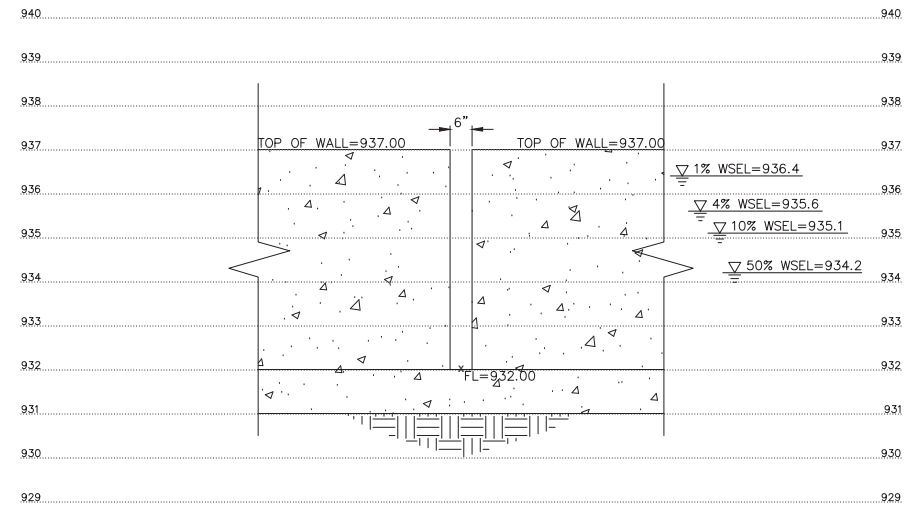 940 940
939 939
938 938
6"
TOP OF WALL=937.00 TOP OF WALL=937.00
937 937
1% WSEL=936.4
936 936
4% WSEL=935.6
10% WSEL=935.1
935 935
50% WSEL=934.2
934 934
933 933
932 932
FL=932.00
931 931
930 930
929 929